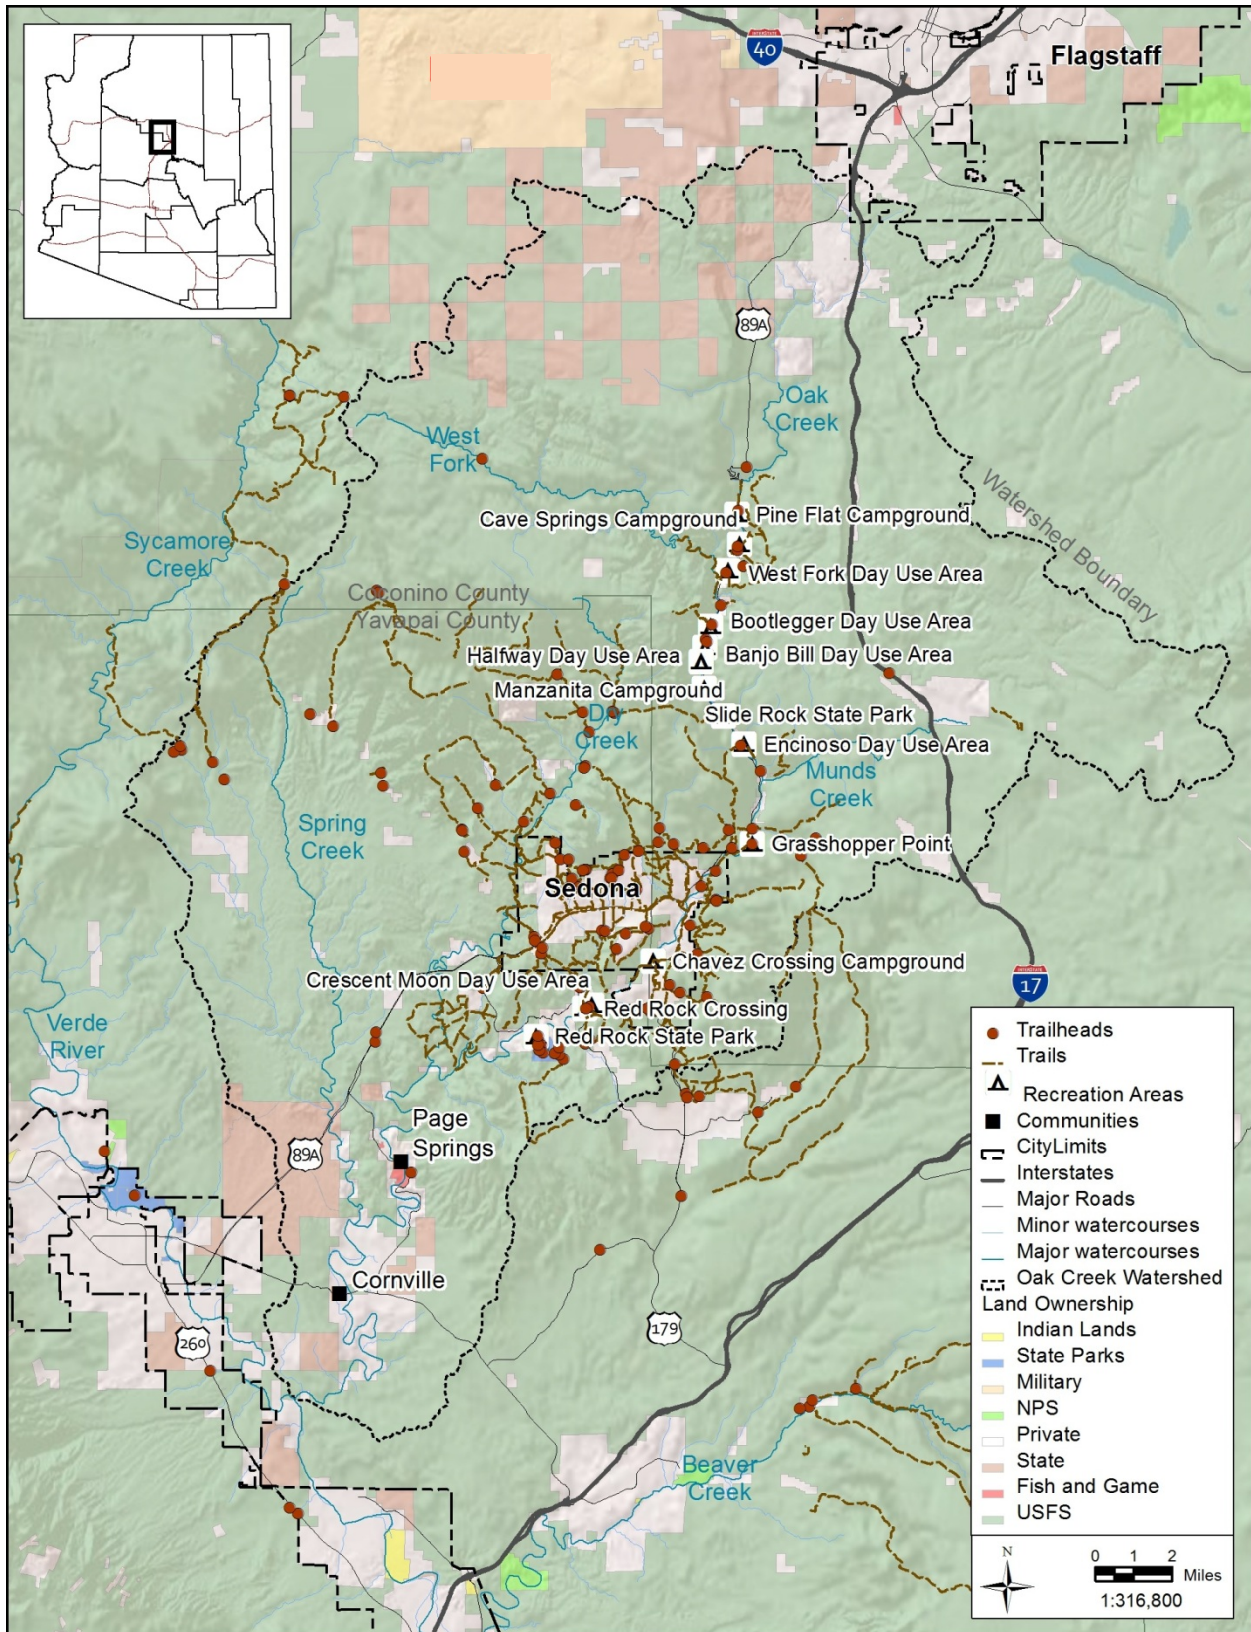 INTERSTATE
40
Flagstaff
89A
Oak
Creek
West
Fork
Watershed Boundary
Cave Springs Campground
Pine Flat Campground
Sycamore
Creek
West Fork Day Use Area
Coconino County
Yavapai County
Bootlegger Day Use Area
Halfway Day Use Area
Banjo Bill Day Use Area
Manzanita Campground
Slide Rock State Park
Dry
Creek
Encinoso Day Use Area
Munds
Creek
Spring
Creek
Grasshopper Point
Sedona
Chavez Crossing Campground
Crescent Moon Day Use Area
INTERSTATE
17
Red Rock Crossing
Verde
River
Red Rock State Park
Page
Springs
89A
Cornville
260
179
Beaver
Creek
Trailheads
Trails
Recreation Areas
Communities
CityLimits
Interstates
Major Roads
Minor watercourses
Major watercourses
Oak Creek Watershed
Land Ownership
Indian Lands
State Parks
Military
NPS
Private
State
Fish and Game
USFS
N
0 1 2
Miles
1:316,800